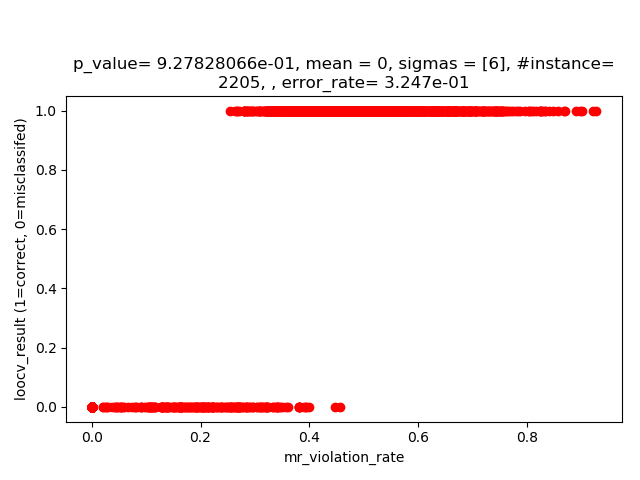 p_value= 9.27828066e-01, mean = 0, sigmas = [6], #instance=
2205, , error_rate= 3.247e-01
1.0
0.8
0.6
0.4
0.2
0.0
loocv_result (1=correct, 0=misclassifed)
0.0 0.2 0.4 0.6 0.8
mr_violation_rate